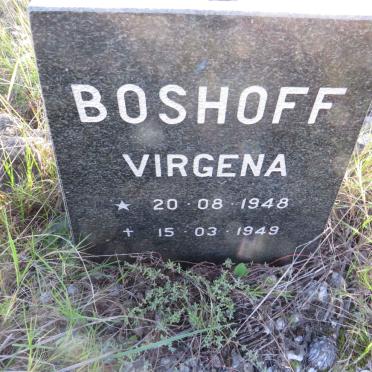 BOSHOFF
VIRGENA
★ 20·08·1948
+ 15·03·1949